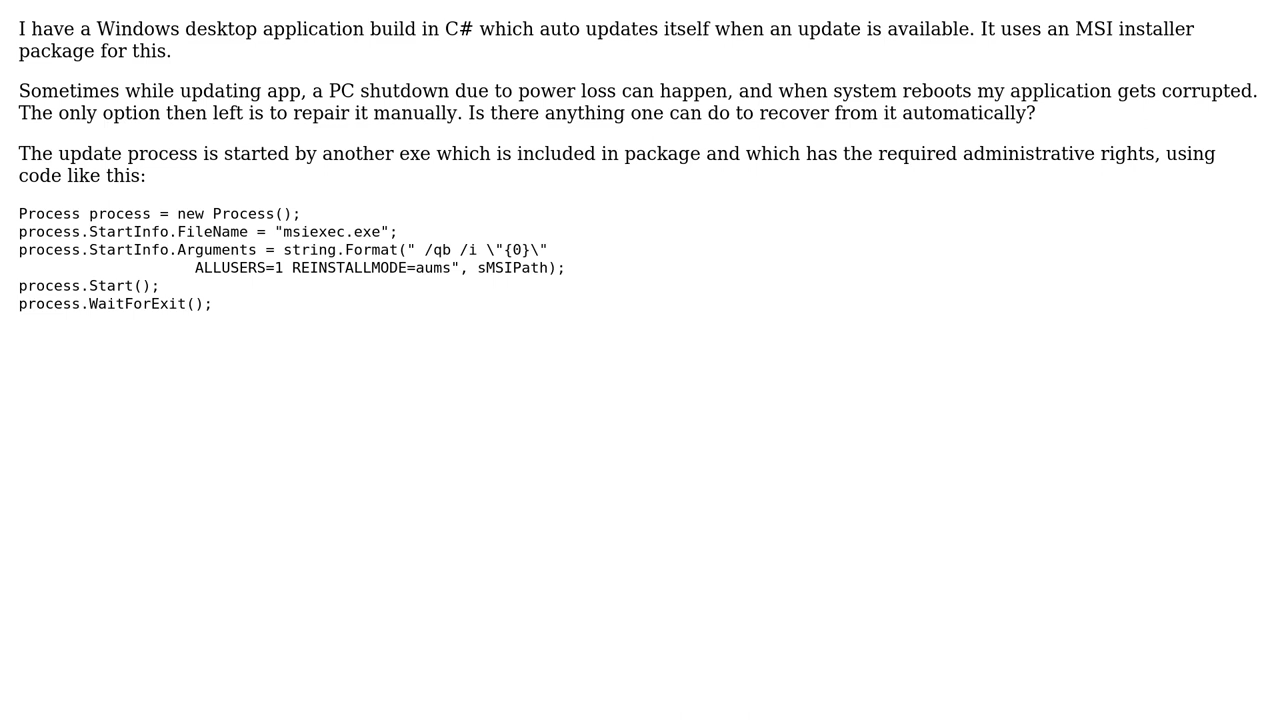 I have a Windows desktop application build in C# which auto updates itself when an update is available. It uses an MSI installer
package for this.
Sometimes while updating app, a PC shutdown due to power loss can happen, and when system reboots my application gets corrupted.
The only option then left is to repair it manually. Is there anything one can do to recover from it automatically?
The update process is started by another exe which is included in package and which has the required administrative rights, using
code like this:
Process process = new Process();
process.StartInfo.FileName = "msiexec.exe";
process.StartInfo.Arguments = string.Format(" /qb /i \"{0}\"
                    ALLUSERS=1 REINSTALLMODE=aums", sMSIPath);
process.Start();
process.WaitForExit();